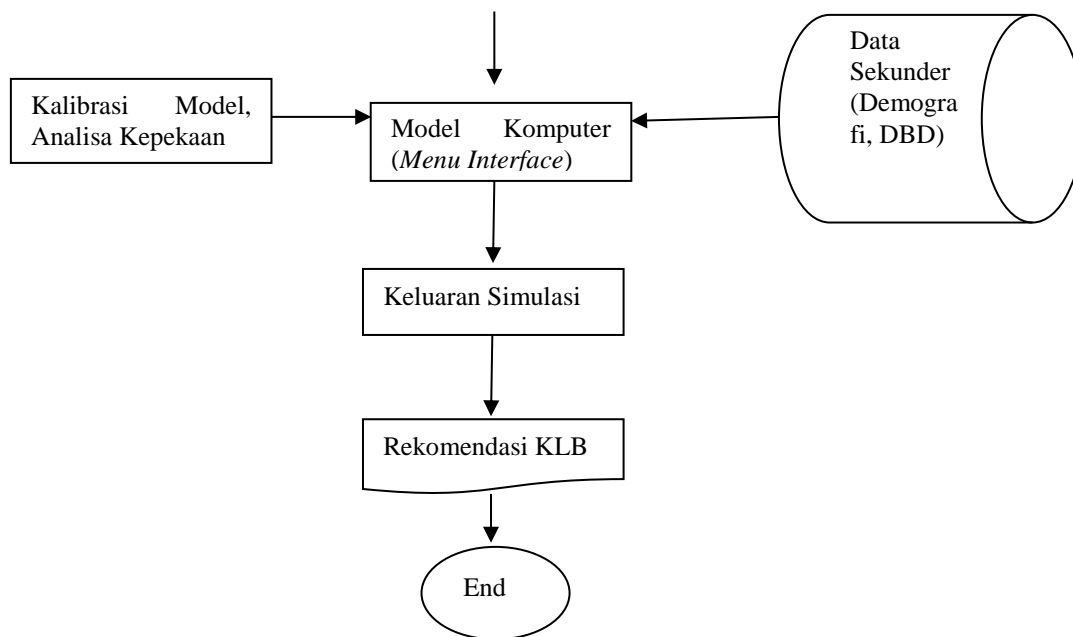 Kalibrasi Model,
Analisa Kepekaan
Model Komputer
(Menu Interface)
Data
Sekunder
(Demogra
fi, DBD)
Keluaran Simulasi
Rekomendasi KLB
End